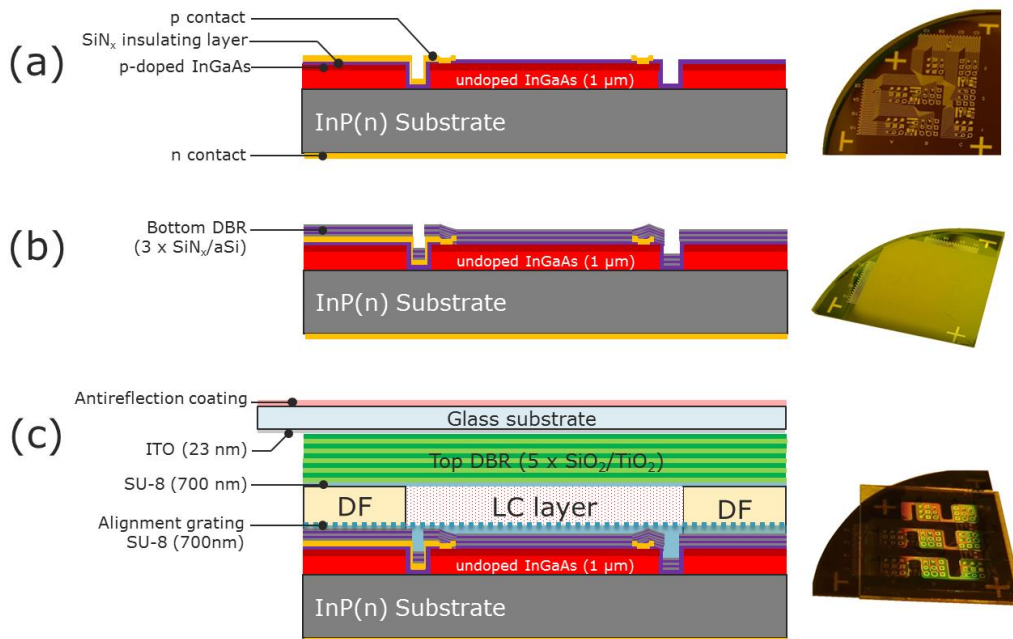 (a)
p contact
SiNₓ insulating layer
p-doped InGaAs
undoped InGaAs (1 µm)
InP(n) Substrate
n contact
(b)
Bottom DBR
(3 x SiNₓ/aSi)
undoped InGaAs (1 µm)
InP(n) Substrate
(c)
Antireflection coating
Glass substrate
ITO (23 nm)
Top DBR (5 x SiO₂/TiO₂)
SU-8 (700 nm)
DF
LC layer
DF
Alignment grating
SU-8 (700nm)
undoped InGaAs (1 µm)
InP(n) Substrate